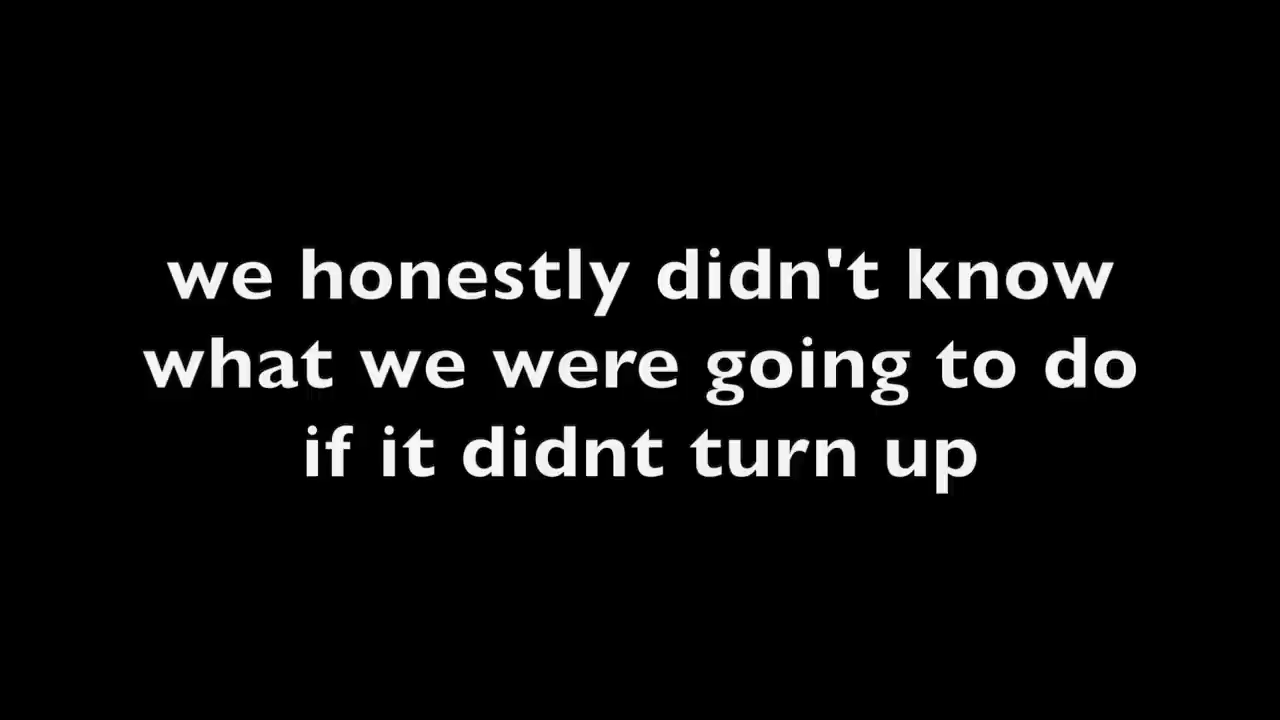 we honestly didn't know
what we were going to do
if it didnt turn up